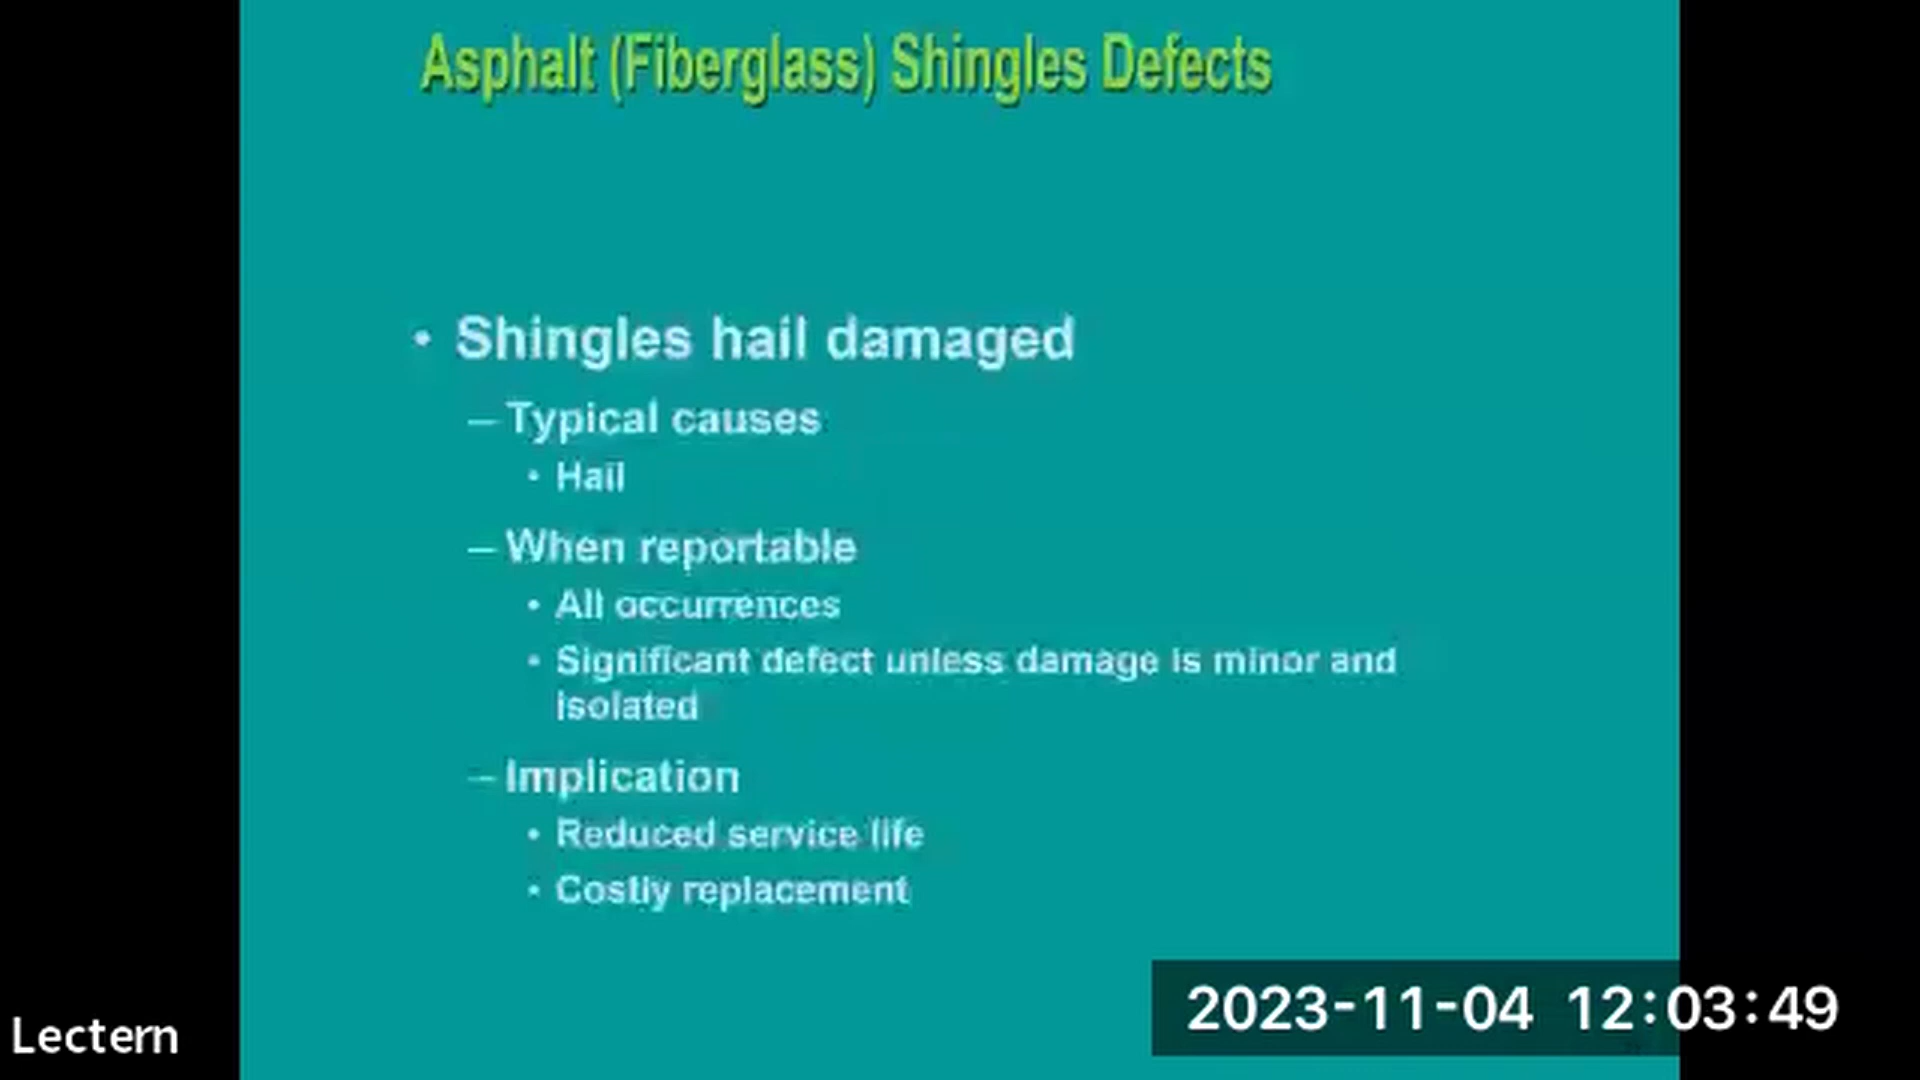 Asphalt (Fiberglass) Shingles Defects
• Shingles hail damaged
– Typical causes
• Hail
– When reportable
• All occurrences
• Significant defect unless damage is minor and
isolated
– Implication
• Reduced service life
• Costly replacement
2023-11-04 12:03:49
Lectern